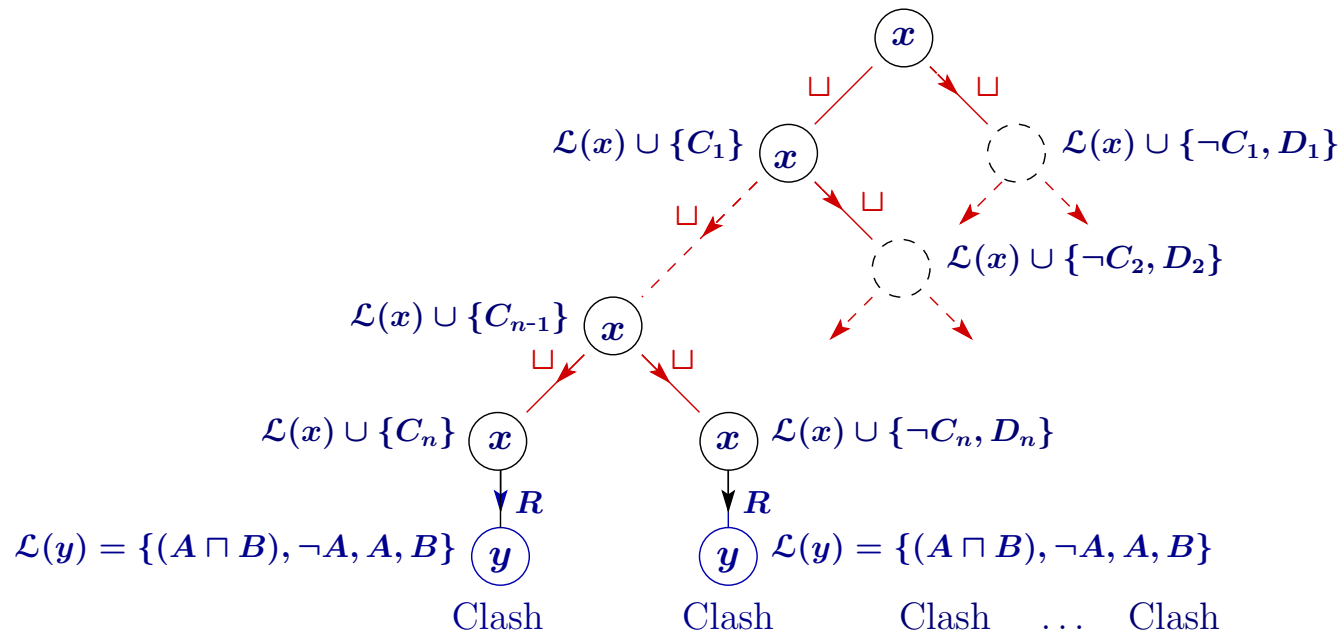 x
⊔ ⊔
ℒ(x) ∪ {C₁} x ℒ(x) ∪ {¬C₁, D₁}
⊔ ⊔
ℒ(x) ∪ {¬C₂, D₂}
ℒ(x) ∪ {Cₙ₋₁} x
⊔ ⊔
ℒ(x) ∪ {Cₙ} x x ℒ(x) ∪ {¬Cₙ, Dₙ}
R R
ℒ(y) = {(A ⊓ B), ¬A, A, B} y y ℒ(y) = {(A ⊓ B), ¬A, A, B}
Clash Clash Clash ... Clash